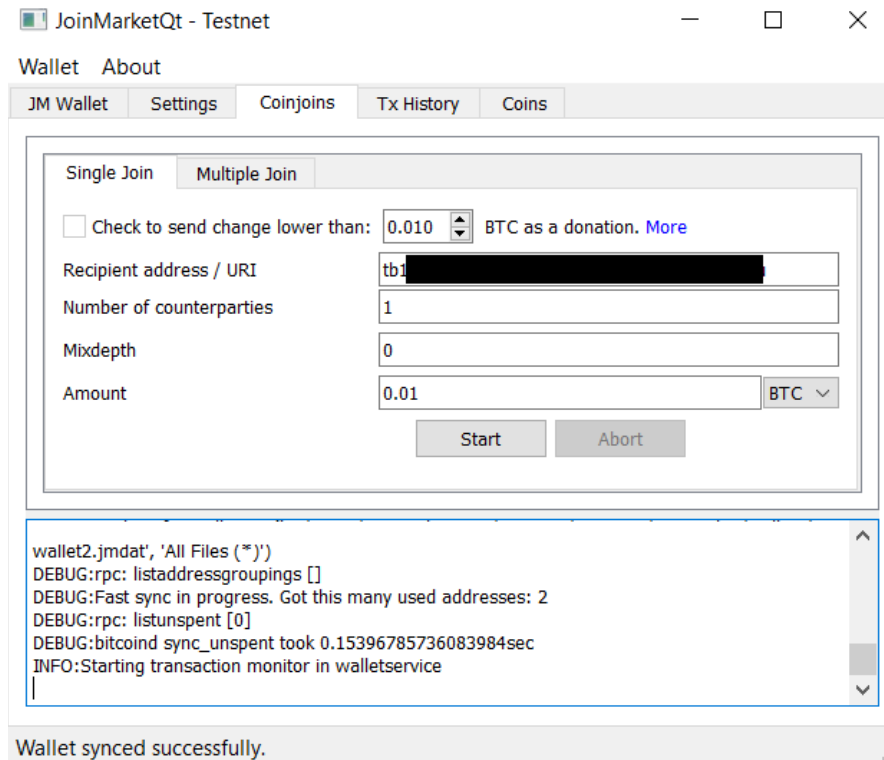 JoinMarketQt - Testnet
Wallet About
JM Wallet Settings Coinjoins Tx History Coins
Single Join Multiple Join
Check to send change lower than: 0.010 BTC as a donation. More
Recipient address / URI tb1
Number of counterparties 1
Mixdepth 0
Amount 0.01 BTC
Start Abort
wallet2.jmdat', 'All Files (*)')
DEBUG:rpc: listaddressgroupings []
DEBUG:Fast sync in progress. Got this many used addresses: 2
DEBUG:rpc: listunspent [0]
DEBUG:bitcoind sync_unspent took 0.15396785736083984sec
INFO:Starting transaction monitor in walletservice
Wallet synced successfully.